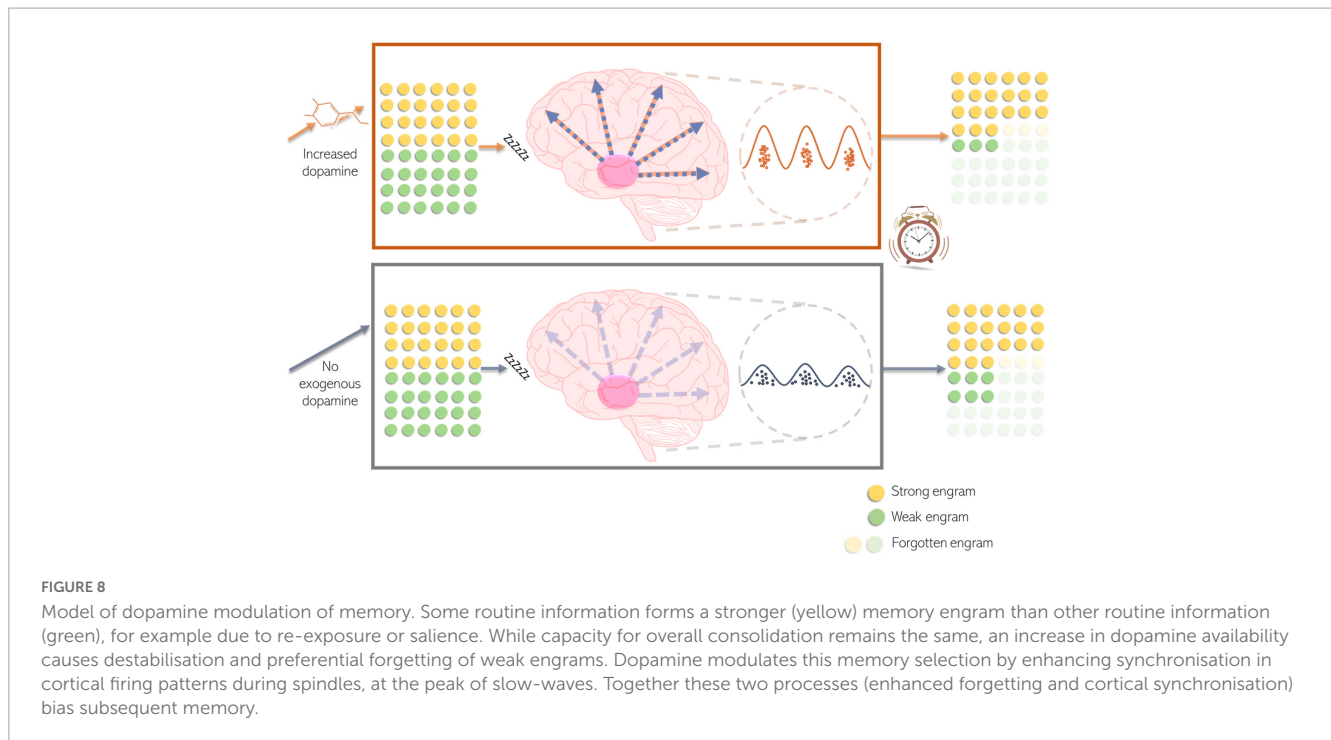 Increased
dopamine
ZZZZZ
No
exogenous
dopamine
ZZZZZ
Strong engram
Weak engram
Forgotten engram
FIGURE 8
Model of dopamine modulation of memory. Some routine information forms a stronger (yellow) memory engram than other routine information
(green), for example due to re-exposure or salience. While capacity for overall consolidation remains the same, an increase in dopamine availability
causes destabilisation and preferential forgetting of weak engrams. Dopamine modulates this memory selection by enhancing synchronisation in
cortical firing patterns during spindles, at the peak of slow-waves. Together these two processes (enhanced forgetting and cortical synchronisation)
bias subsequent memory.